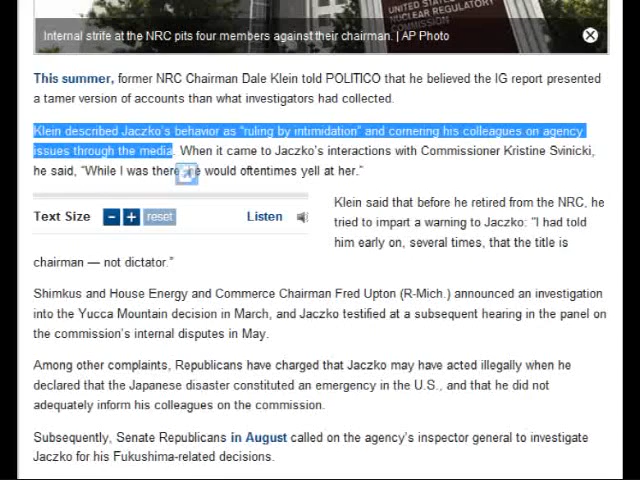 UNITED STATES
NUCLEAR REGULATORY
COMMISSION
Internal strife at the NRC pits four members against their chairman. | AP Photo
This summer, former NRC Chairman Dale Klein told POLITICO that he believed the IG report presented
a tamer version of accounts than what investigators had collected.
Klein described Jaczko's behavior as “ruling by intimidation” and cornering his colleagues on agency
issues through the media. When it came to Jaczko's interactions with Commissioner Kristine Svinicki,
he said, “While I was there would oftentimes yell at her.”
Text Size − + reset Listen
Klein said that before he retired from the NRC, he
tried to impart a warning to Jaczko: “I had told
him early on, several times, that the title is
chairman — not dictator.”
Shimkus and House Energy and Commerce Chairman Fred Upton (R-Mich.) announced an investigation
into the Yucca Mountain decision in March, and Jaczko testified at a subsequent hearing in the panel on
the commission's internal disputes in May.
Among other complaints, Republicans have charged that Jaczko may have acted illegally when he
declared that the Japanese disaster constituted an emergency in the U.S., and that he did not
adequately inform his colleagues on the commission.
Subsequently, Senate Republicans in August called on the agency's inspector general to investigate
Jaczko for his Fukushima-related decisions.